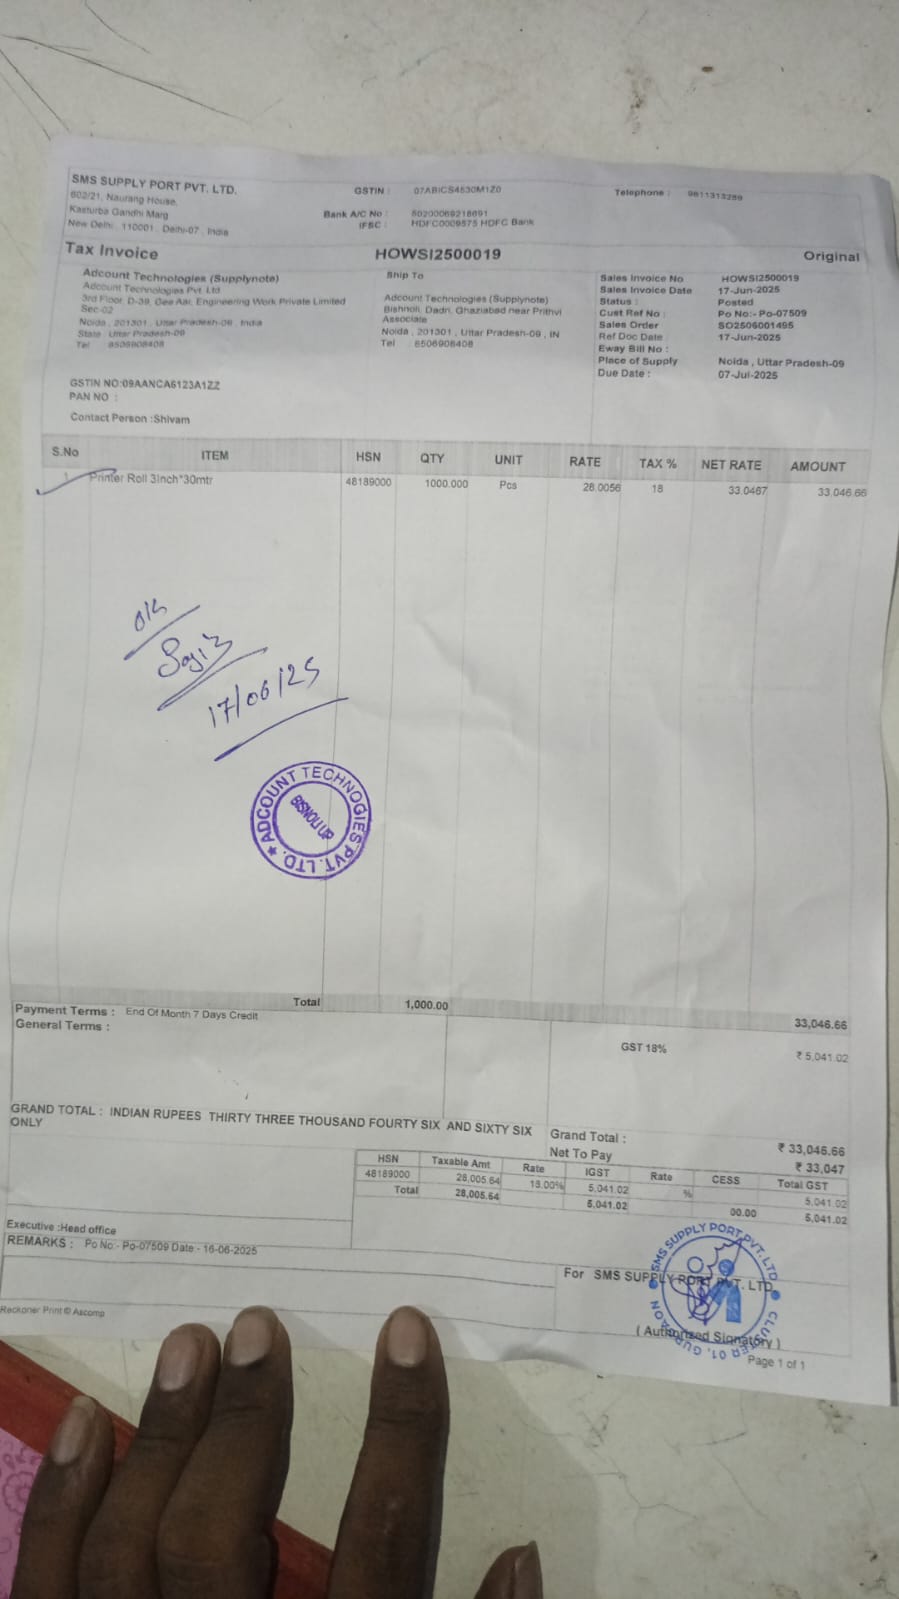 SMS SUPPLY PORT PVT. LTD.
602/21, Naurang House,
Kasturba Gandhi Marg
New Delhi , 110001 , Delhi-07 , India
GSTIN : 07ABICS4630M1Z0
Bank A/C No : 50200069218691
IFSC : HDFC0009575 HDFC Bank
Telephone : 9811313289
Tax Invoice
HOWSI2500019
Original
Adcount Technologies (Supplynote)
Adcount Technologies Pvt. Ltd
3rd Floor, D-39, Gee Aar, Engineering Work Private Limited
Sec-02
Noida , 201301 , Uttar Pradesh-09 , India
State : Uttar Pradesh-09
Tel 8506908408
GSTIN NO:09AANCA6123A1ZZ
PAN NO :
Contact Person :Shivam
Ship To
Adcount Technologies (Supplynote)
Bishnoli, Dadri, Ghaziabad near Prithvi
Associate
Noida , 201301 , Uttar Pradesh-09 , IN
Tel : 8506908408
Sales Invoice No HOWSI2500019
Sales Invoice Date 17-Jun-2025
Status : Posted
Cust Ref No : Po No:- Po-07509
Sales Order SO2506001495
Ref Doc Date : 17-Jun-2025
Eway Bill No :
Place of Supply Noida , Uttar Pradesh-09
Due Date : 07-Jul-2025
S.No ITEM HSN QTY UNIT RATE TAX % NET RATE AMOUNT
1 Printer Roll 3Inch*30mtr 48189000 1000.000 Pcs 28.0056 18 33.0467 33,046.66
17/06/25
ADCOUNT TECHNOGIES PVT. LTD.
BISNOLI UP
Total 1,000.00 33,046.66
Payment Terms : End Of Month 7 Days Credit
General Terms :
GST 18% ₹ 5,041.02
GRAND TOTAL : INDIAN RUPEES THIRTY THREE THOUSAND FOURTY SIX AND SIXTY SIX
ONLY
Grand Total : ₹ 33,046.66
Net To Pay ₹ 33,047
HSN Taxable Amt Rate IGST Rate CESS Total GST
48189000 28,005.64 18.00% 5,041.02 % 5,041.02
Total 28,005.64 5,041.02 00.00 5,041.02
Executive :Head office
REMARKS : Po No:- Po-07509 Date - 16-06-2025
For SMS SUPPLY PORT PVT. LTD.
SMS SUPPLY PORT PVT. LTD.
CLUSTER 01, GURGAON
( Authorized Signatory )
Reckoner Print © Ascomp
Page 1 of 1